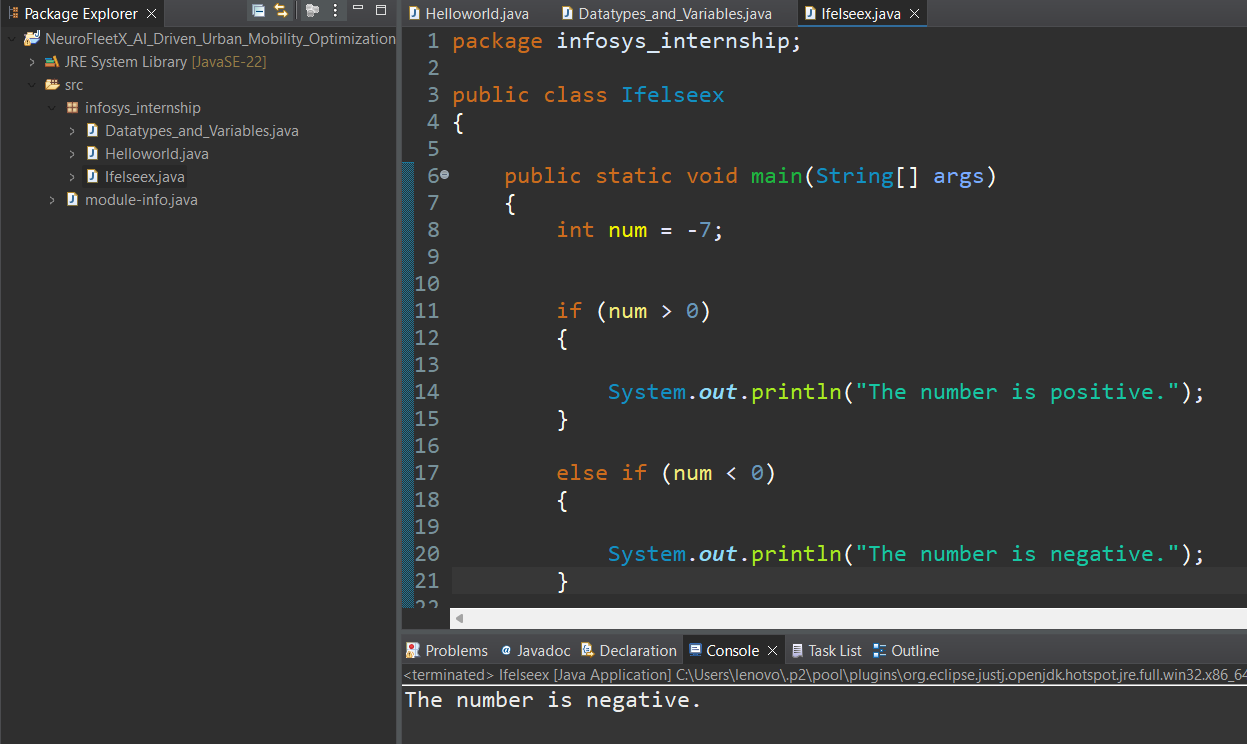 Package Explorer
NeuroFleetX_AI_Driven_Urban_Mobility_Optimization
JRE System Library [JavaSE-22]
src
infosys_internship
Datatypes_and_Variables.java
Helloworld.java
Ifelseex.java
module-info.java
Helloworld.java Datatypes_and_Variables.java Ifelseex.java
1 package infosys_internship;
2
3 public class Ifelseex
4 {
5
6 public static void main(String[] args)
7 {
8 int num = -7;
9
10
11 if (num > 0)
12 {
13
14 System.out.println("The number is positive.");
15 }
16
17 else if (num < 0)
18 {
19
20 System.out.println("The number is negative.");
21 }
22
Problems @ Javadoc Declaration Console Task List Outline
<terminated> Ifelseex [Java Application] C:\Users\lenovo\.p2\pool\plugins\org.eclipse.justj.openjdk.hotspot.jre.full.win32.x86_64
The number is negative.